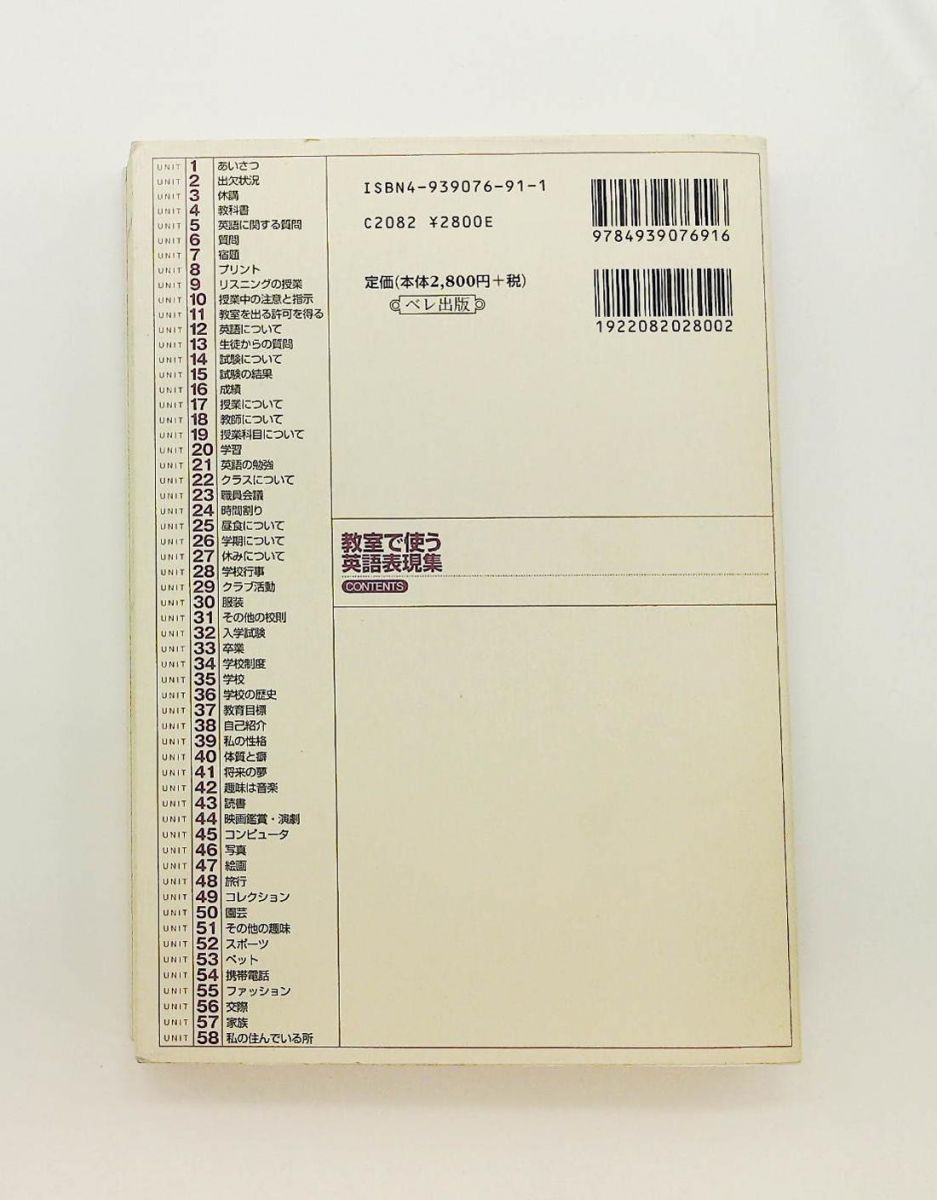 UNIT 1 あいさつ
UNIT 2 出欠状況
UNIT 3 休講
UNIT 4 教科書
UNIT 5 英語に関する質問
UNIT 6 質問
UNIT 7 宿題
UNIT 8 プリント
UNIT 9 リスニングの授業
UNIT 10 授業中の注意と指示
UNIT 11 教室を出る許可を得る
UNIT 12 英語について
UNIT 13 生徒からの質問
UNIT 14 試験について
UNIT 15 試験の結果
UNIT 16 成績
UNIT 17 授業について
UNIT 18 教師について
UNIT 19 授業科目について
UNIT 20 学習
UNIT 21 英語の勉強
UNIT 22 クラスについて
UNIT 23 職員会議
UNIT 24 時間割り
UNIT 25 昼食について
UNIT 26 学期について
UNIT 27 休みについて
UNIT 28 学校行事
UNIT 29 クラブ活動
UNIT 30 服装
UNIT 31 その他の校則
UNIT 32 入学試験
UNIT 33 卒業
UNIT 34 学校制度
UNIT 35 学校
UNIT 36 学校の歴史
UNIT 37 教育目標
UNIT 38 自己紹介
UNIT 39 私の性格
UNIT 40 体質と癖
UNIT 41 将来の夢
UNIT 42 趣味は音楽
UNIT 43 読書
UNIT 44 映画鑑賞・演劇
UNIT 45 コンピュータ
UNIT 46 写真
UNIT 47 絵画
UNIT 48 旅行
UNIT 49 コレクション
UNIT 50 園芸
UNIT 51 その他の趣味
UNIT 52 スポーツ
UNIT 53 ペット
UNIT 54 携帯電話
UNIT 55 ファッション
UNIT 56 交際
UNIT 57 家族
UNIT 58 私の住んでいる所
ISBN4-939076-91-1
C2082 ¥2800E
定価(本体2,800円+税)
ベレ出版
9784939076916
1922082028002
教室で使う
英語表現集
CONTENTS